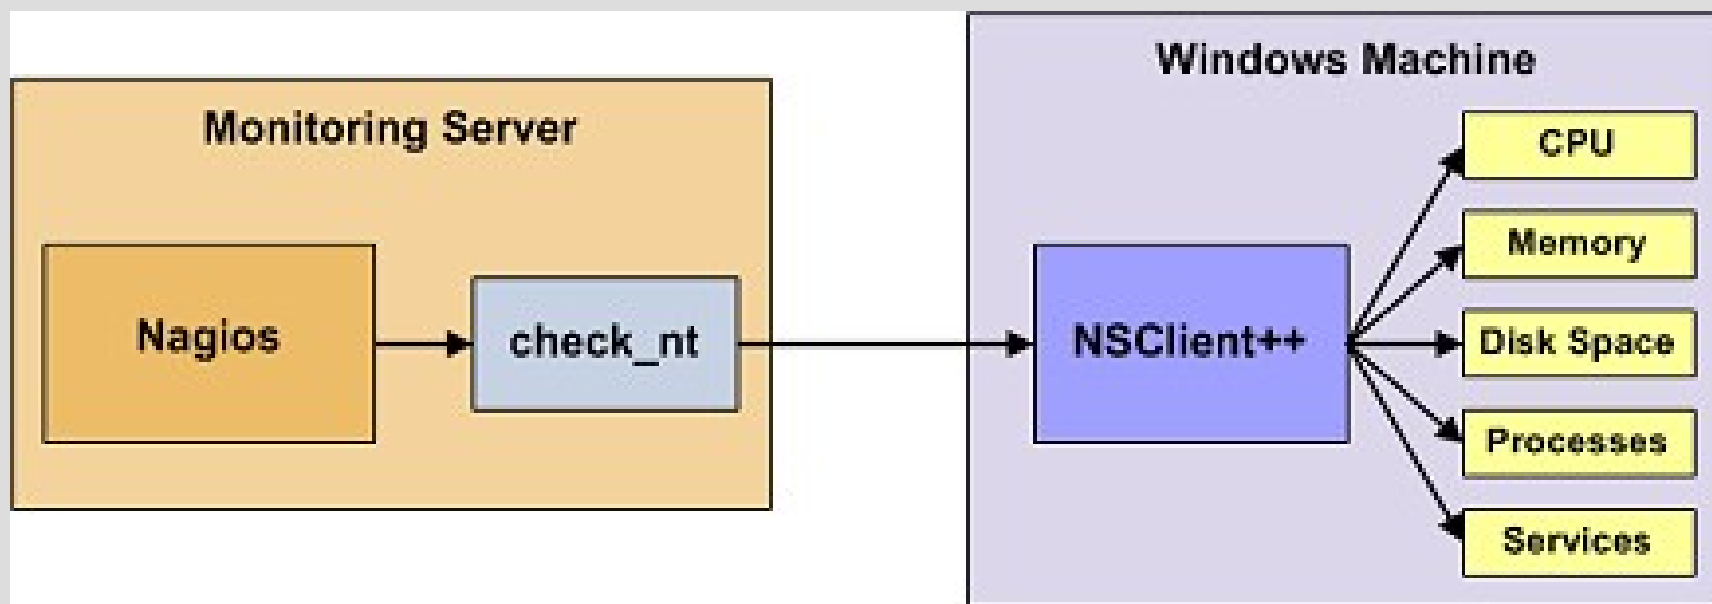 Monitoring Server
Nagios
check_nt
Windows Machine
NSClient++
CPU
Memory
Disk Space
Processes
Services